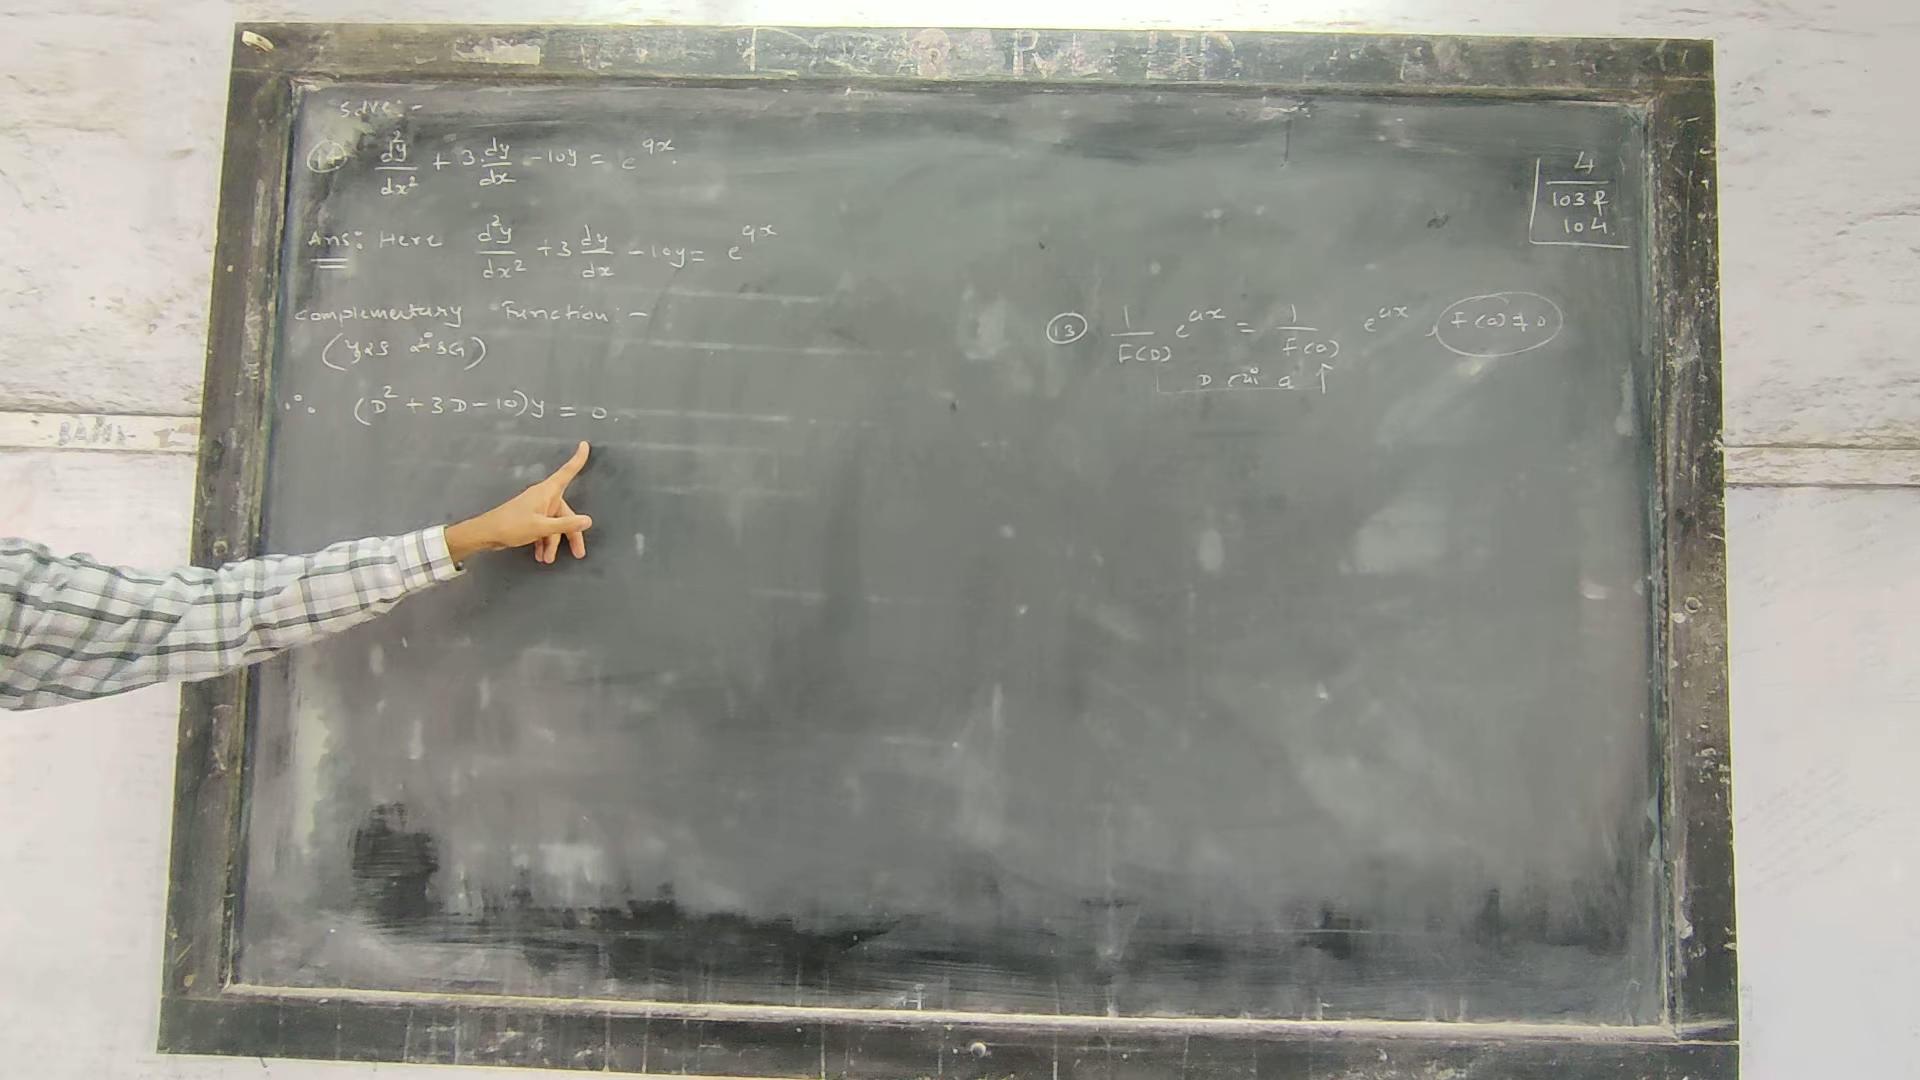 Solve:-
(14) d²y/dx² + 3.dy/dx - 10y = e^9x.
Ans: Here d²y/dx² + 3 dy/dx - 10y = e^9x
complementary Function:-
(પૂરક વિધેય)
∴ (D² + 3D - 10)y = 0.
4
103 &
104.
(13) 1/F(D) e^ax = 1/F(a) e^ax, F(a) ≠ 0
D ની a ↑